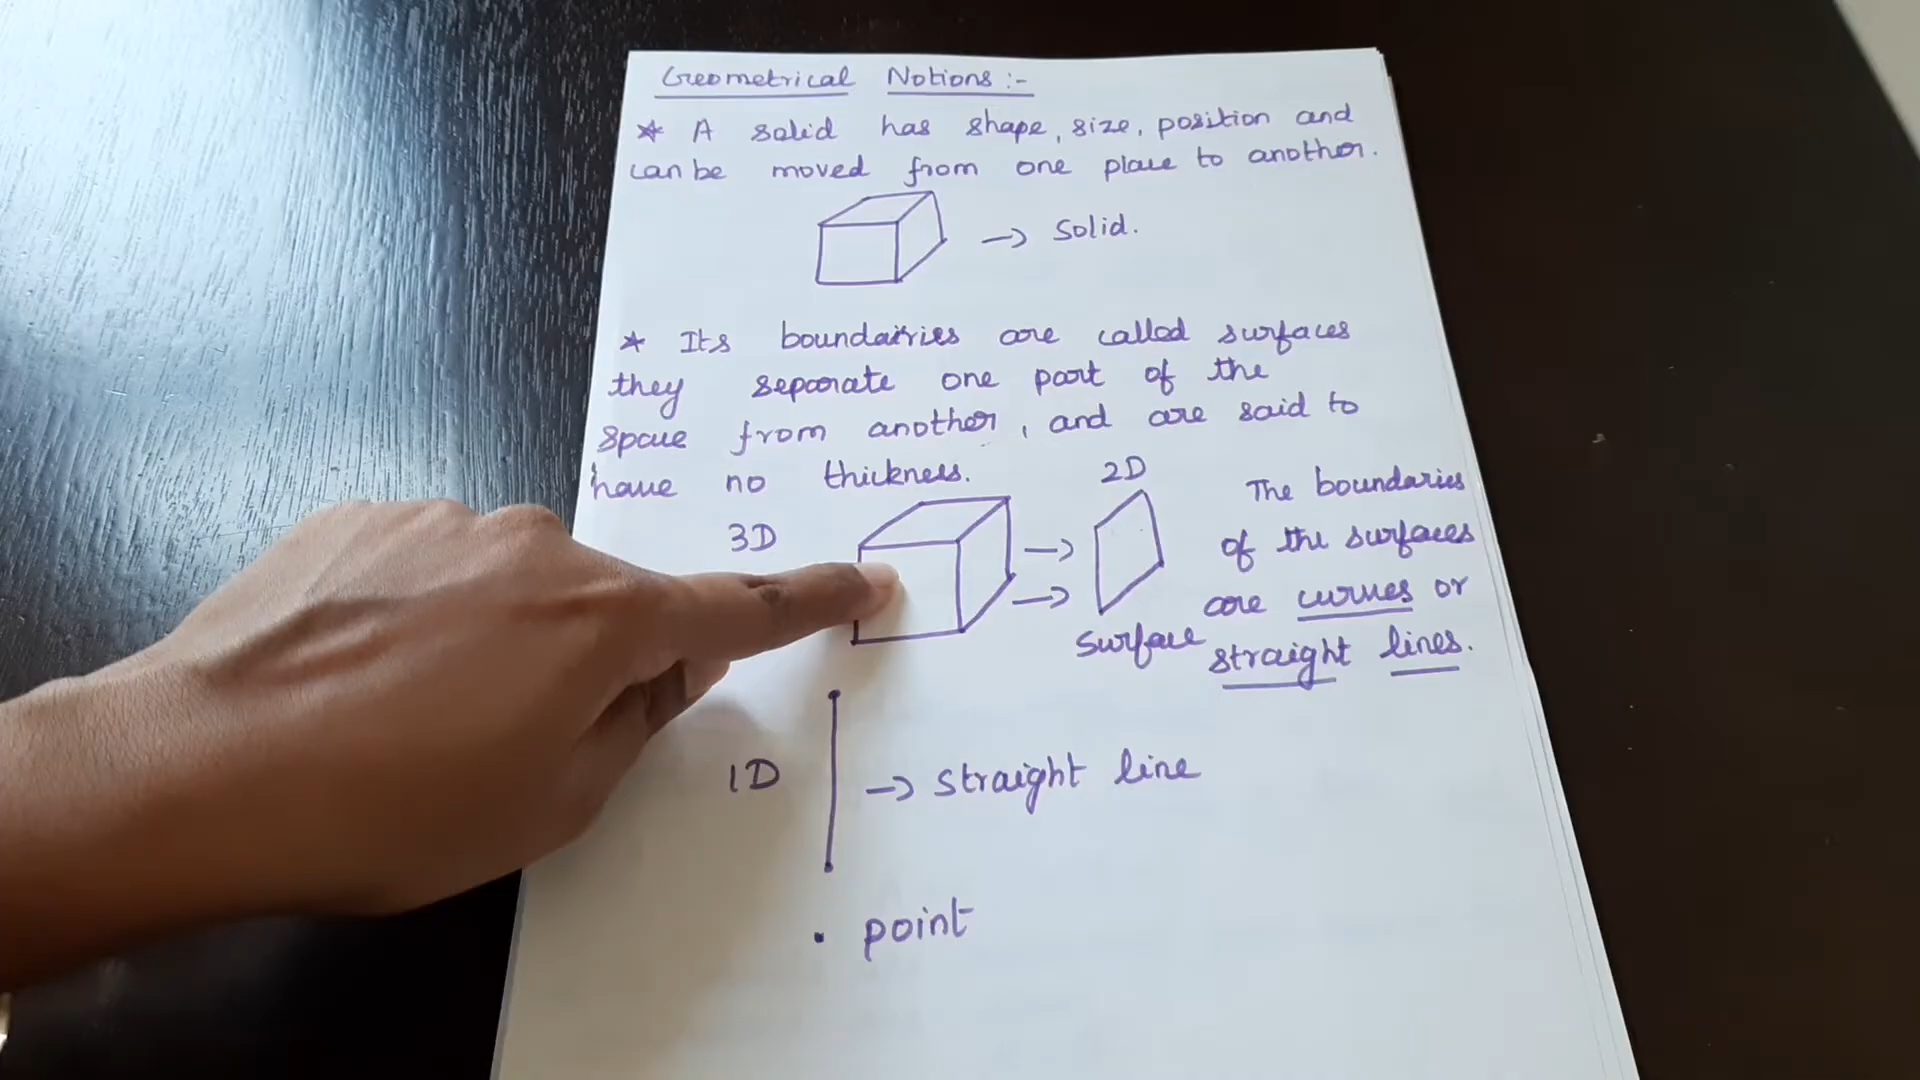 Geometrical Notions :-
* A solid has shape, size, position and
can be moved from one place to another.
→ Solid.
* Its boundairies are called surfaces
they separate one part of the
space from another, and are said to
have no thickness.
3D
2D
surface
The boundaries
of the surfaces
are curves or
straight lines.
1D → straight line
. point